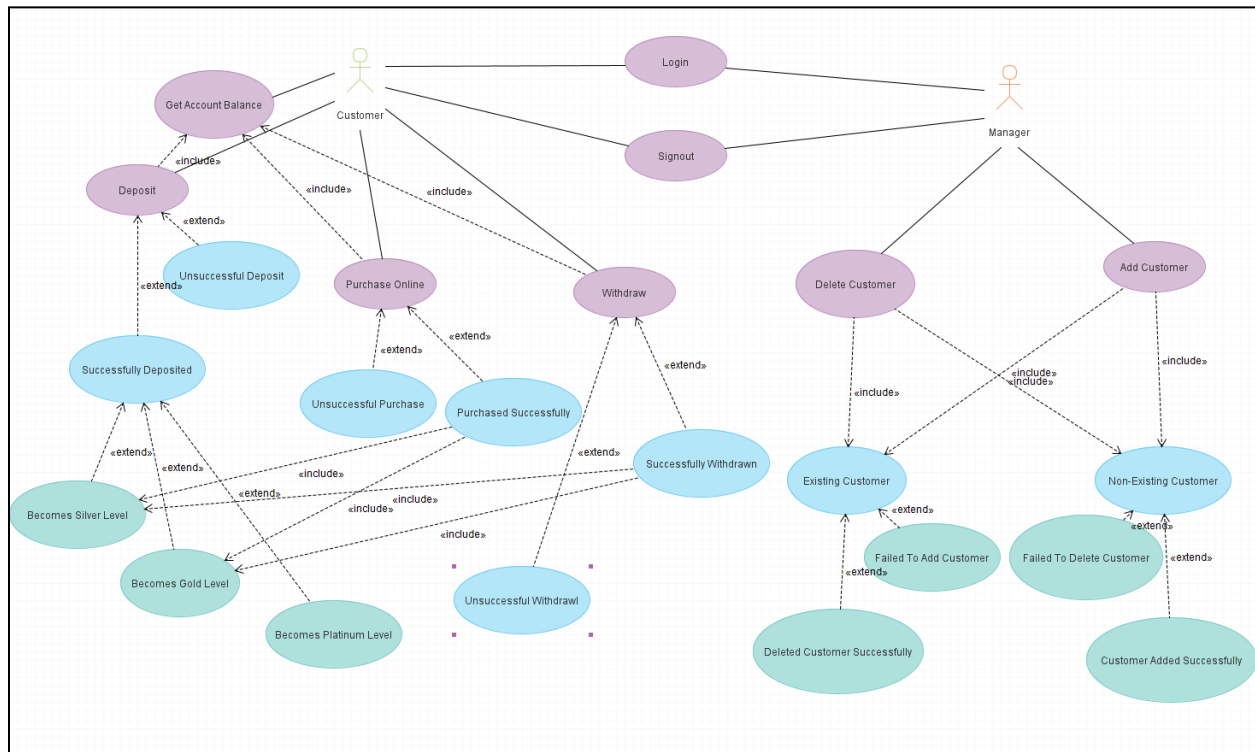 Login
Get Account Balance
Customer
Manager
Signout
«include»
Deposit
«include»
«include»
«extend»
Unsuccessful Deposit
Purchase Online
Withdraw
Delete Customer
Add Customer
«extend»
«extend»
«extend»
«extend»
Successfully Deposited
«include»
«include»
Unsuccessful Purchase
Purchased Successfully
«extend»
«extend»
«extend»
Successfully Withdrawn
«include»
«extend»
Existing Customer
Non-Existing Customer
«include»
«include»
«extend»
«extend»
Becomes Silver Level
«include»
Failed To Add Customer
Failed To Delete Customer
«extend»
«extend»
Becomes Gold Level
Unsuccessful Withdrawl
Becomes Platinum Level
Deleted Customer Successfully
Customer Added Successfully